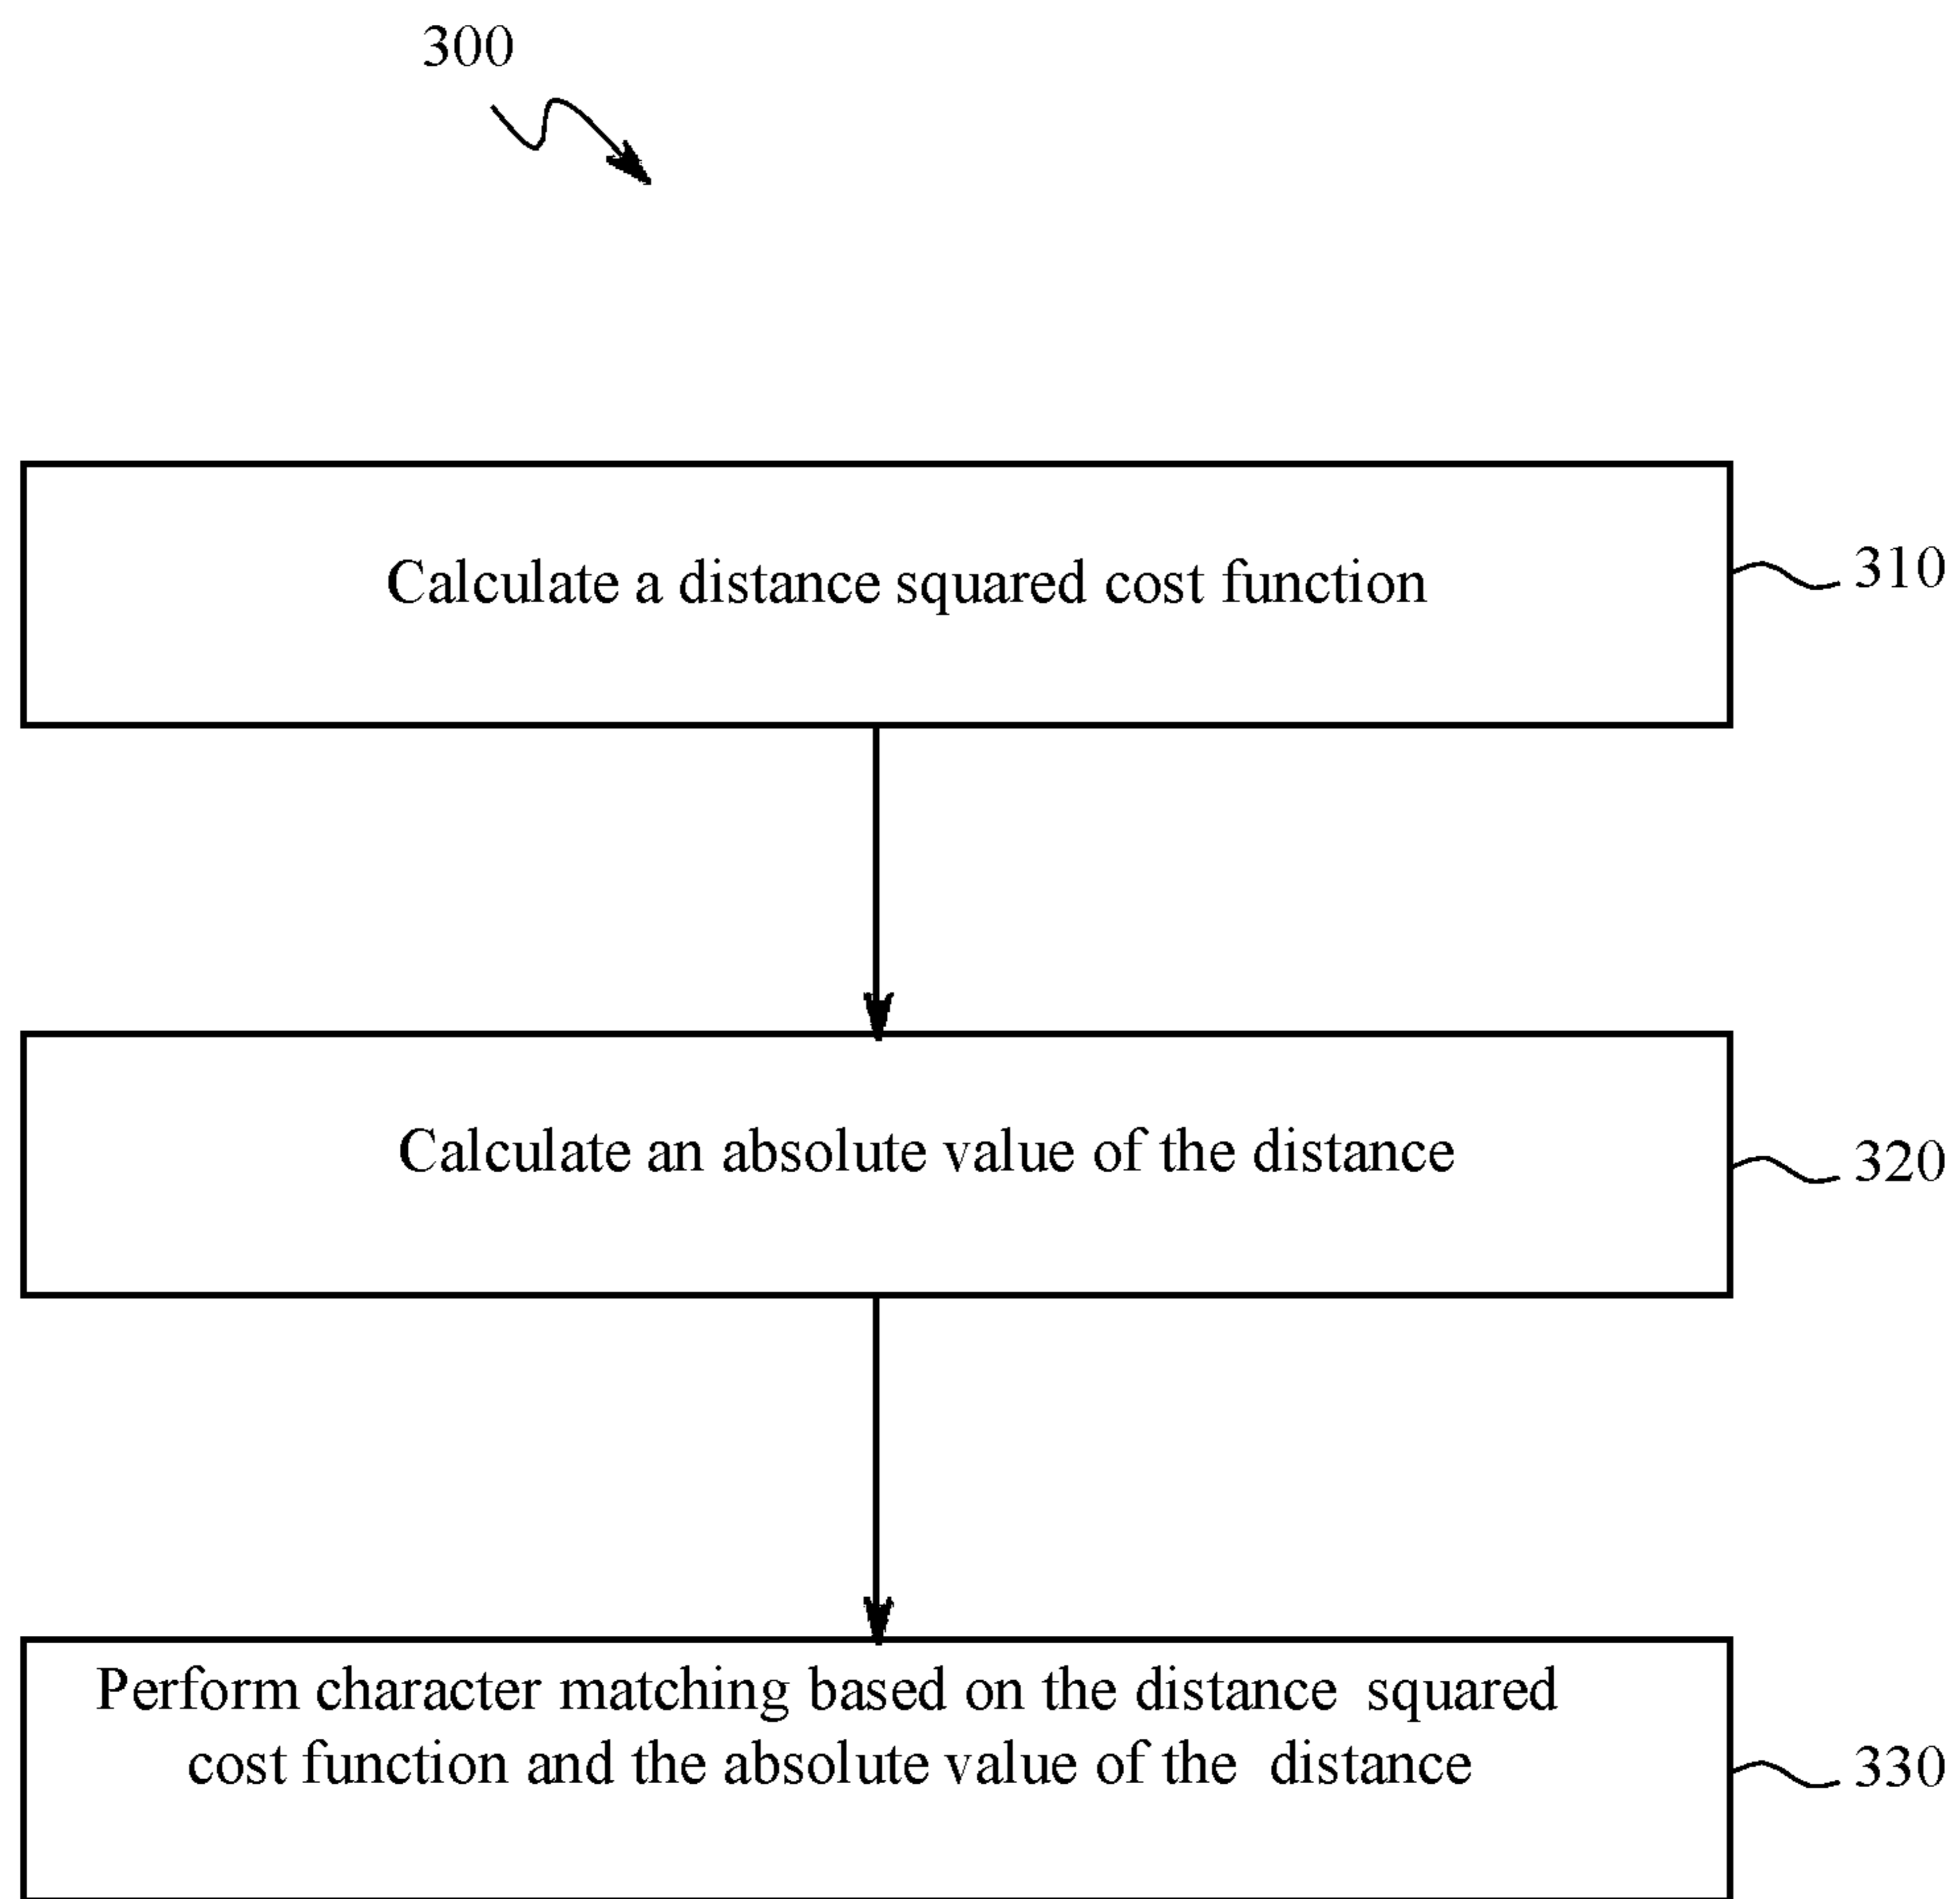 300
Calculate a distance squared cost function
310
Calculate an absolute value of the distance
320
Perform character matching based on the distance squared
cost function and the absolute value of the distance
330